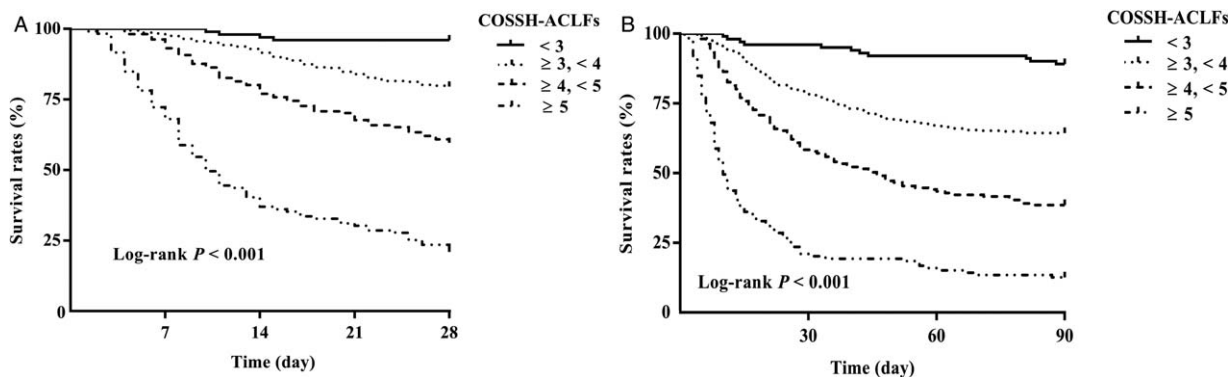 A
COSSH-ACLFs
< 3
≥ 3, < 4
≥ 4, < 5
≥ 5
Survival rates (%)
100
75
50
25
0
Log-rank P < 0.001
7
14
21
28
Time (day)
B
COSSH-ACLFs
< 3
≥ 3, < 4
≥ 4, < 5
≥ 5
Survival rates (%)
100
75
50
25
0
Log-rank P < 0.001
30
60
90
Time (day)